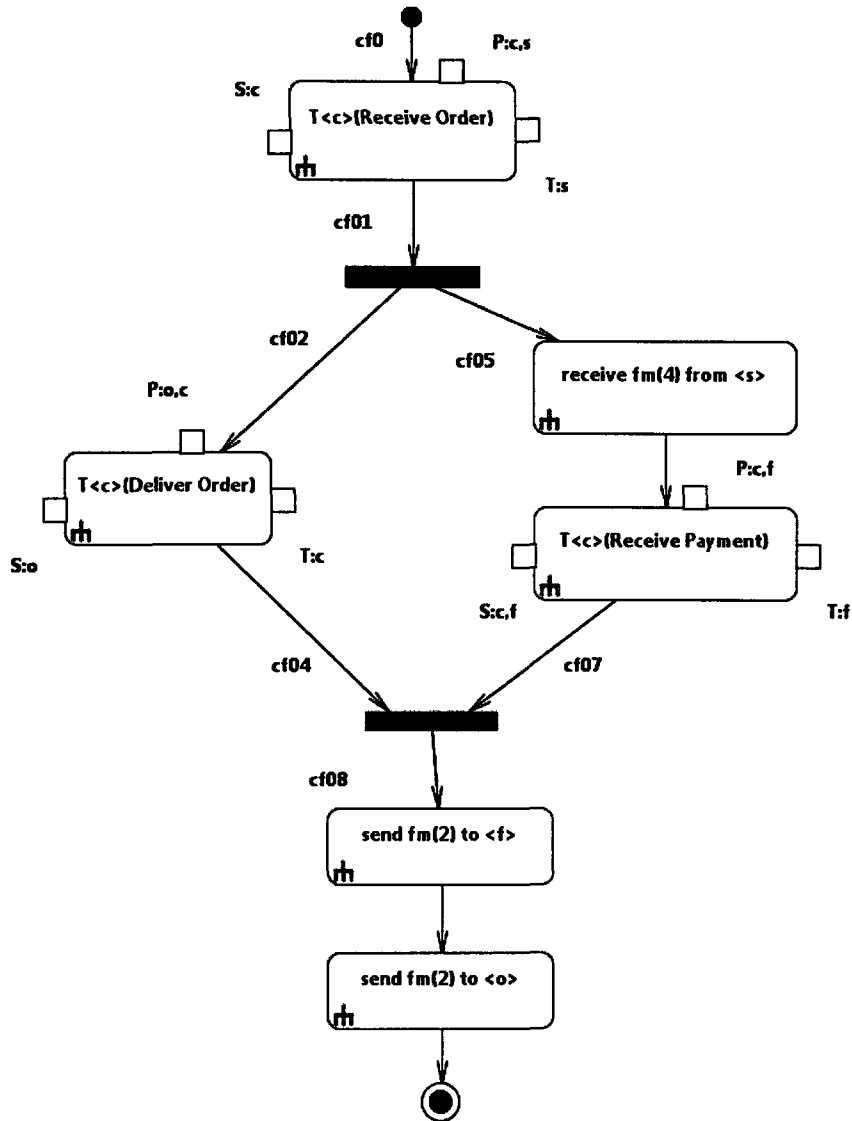 cf0
P:c,s
S:c
T<c>(Receive Order)
T:s
cf01
cf02
cf05
receive fm(4) from <s>
P:o,c
P:c,f
T<c>(Deliver Order)
T<c>(Receive Payment)
S:o
T:c
S:c,f
T:f
cf04
cf07
cf08
send fm(2) to <f>
send fm(2) to <o>